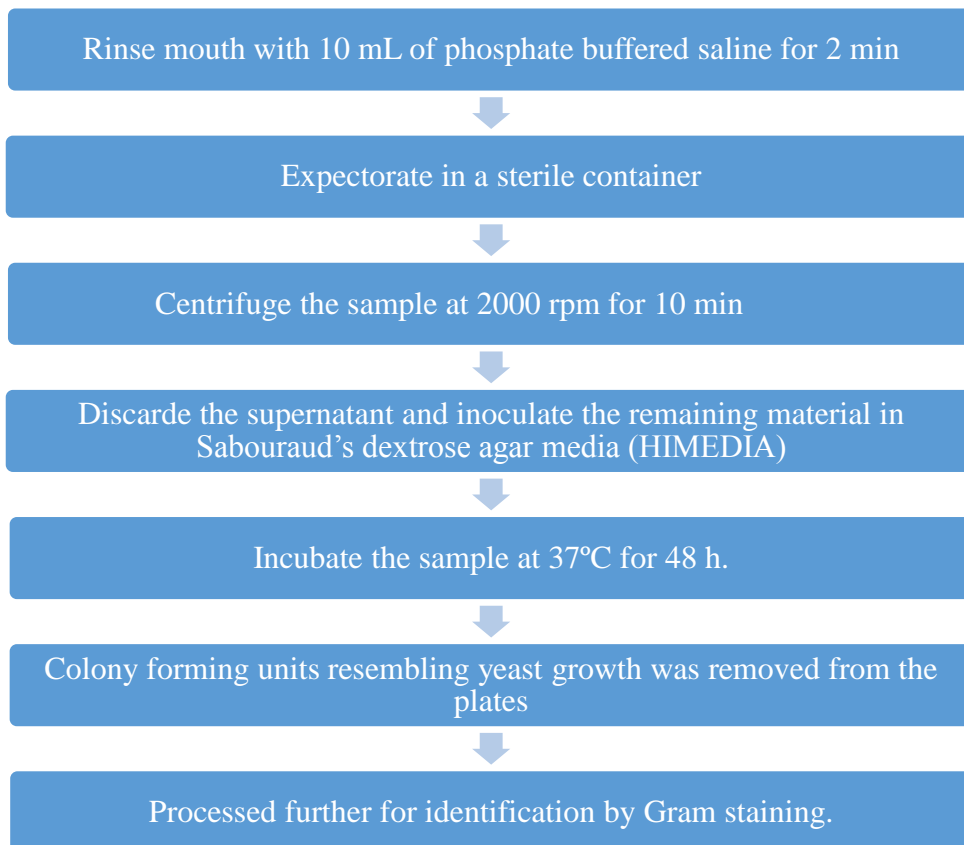 Rinse mouth with 10 mL of phosphate buffered saline for 2 min
Expectorate in a sterile container
Centrifuge the sample at 2000 rpm for 10 min
Discarde the supernatant and inoculate the remaining material in
Sabouraud’s dextrose agar media (HIMEDIA)
Incubate the sample at 37ºC for 48 h.
Colony forming units resembling yeast growth was removed from the
plates
Processed further for identification by Gram staining.